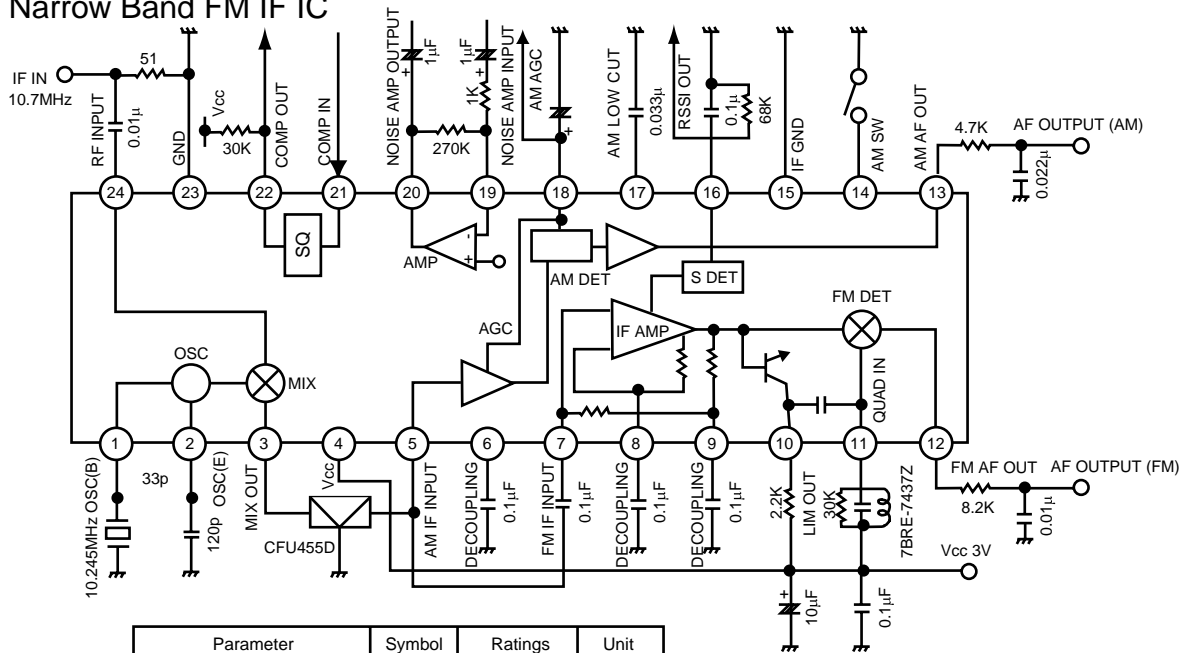 Narrow Band FM IF IC
IF IN
10.7MHz
51
RF INPUT
0.01μ
GND
Vcc
30K
COMP OUT
COMP IN
NOISE AMP OUTPUT
1μF
+
270K
1μF
+
1K
NOISE AMP INPUT
AM AGC
+
AM LOW CUT
0.033μ
RSSI OUT
0.1μ
68K
IF GND
AM SW
AM AF OUT
4.7K
AF OUTPUT (AM)
0.022μ
24
23
22
21
20
19
18
17
16
15
14
13
SQ
AMP
-
+
AM DET
S DET
AGC
IF AMP
FM DET
QUAD IN
OSC
MIX
1
2
3
4
5
6
7
8
9
10
11
12
10.245MHz OSC(B)
33p
120p
OSC(E)
MIX OUT
Vcc
CFU455D
AM IF INPUT
DECOUPLING
0.1μF
FM IF INPUT
0.1μF
DECOUPLING
0.1μF
DECOUPLING
0.1μF
2.2K
LIM OUT
30K
7BRE-7437Z
FM AF OUT
8.2K
AF OUTPUT (FM)
0.01μ
Vcc 3V
+
10μF
0.1μF
Parameter Symbol Ratings Unit